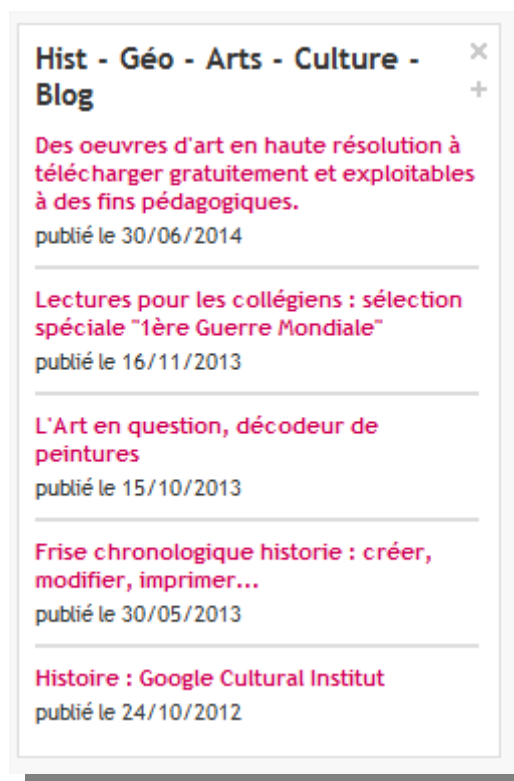 Hist - Géo - Arts - Culture -
Blog
Des oeuvres d'art en haute résolution à
télécharger gratuitement et exploitables
à des fins pédagogiques.
publié le 30/06/2014
Lectures pour les collégiens : sélection
spéciale "1ère Guerre Mondiale"
publié le 16/11/2013
L'Art en question, décodeur de
peintures
publié le 15/10/2013
Frise chronologique historie : créer,
modifier, imprimer...
publié le 30/05/2013
Histoire : Google Cultural Institut
publié le 24/10/2012